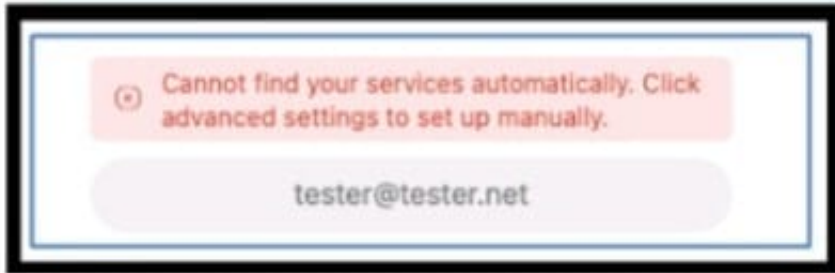 Cannot find your services automatically. Click
advanced settings to set up manually.
tester@tester.net